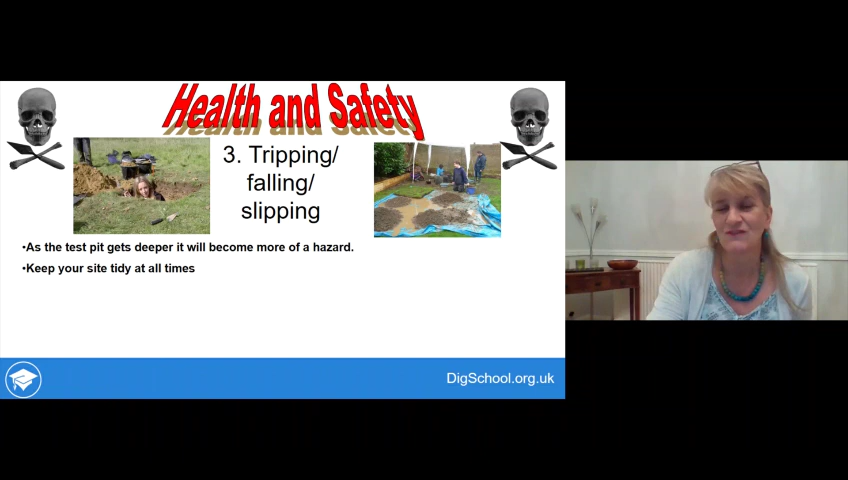 Health and Safety
3. Tripping/
falling/
slipping
•As the test pit gets deeper it will become more of a hazard.
•Keep your site tidy at all times
DigSchool.org.uk